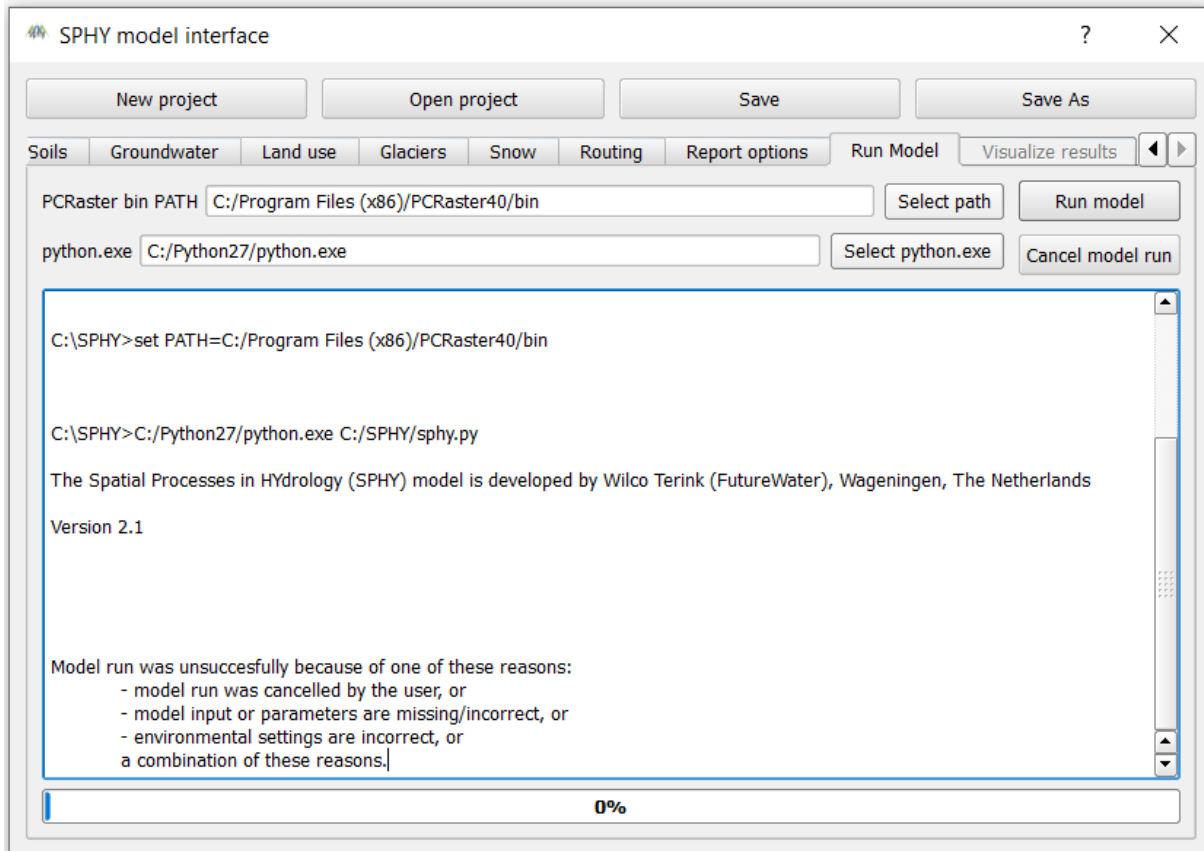 SPHY model interface ?
New project Open project Save Save As
Soils Groundwater Land use Glaciers Snow Routing Report options Run Model Visualize results
PCRaster bin PATH C:/Program Files (x86)/PCRaster40/bin Select path Run model
python.exe C:/Python27/python.exe Select python.exe Cancel model run
C:\SPHY>set PATH=C:/Program Files (x86)/PCRaster40/bin
C:\SPHY>C:/Python27/python.exe C:/SPHY/sphy.py
The Spatial Processes in HYdrology (SPHY) model is developed by Wilco Terink (FutureWater), Wageningen, The Netherlands
Version 2.1
Model run was unsuccesfully because of one of these reasons:
- model run was cancelled by the user, or
- model input or parameters are missing/incorrect, or
- environmental settings are incorrect, or
a combination of these reasons.
0%